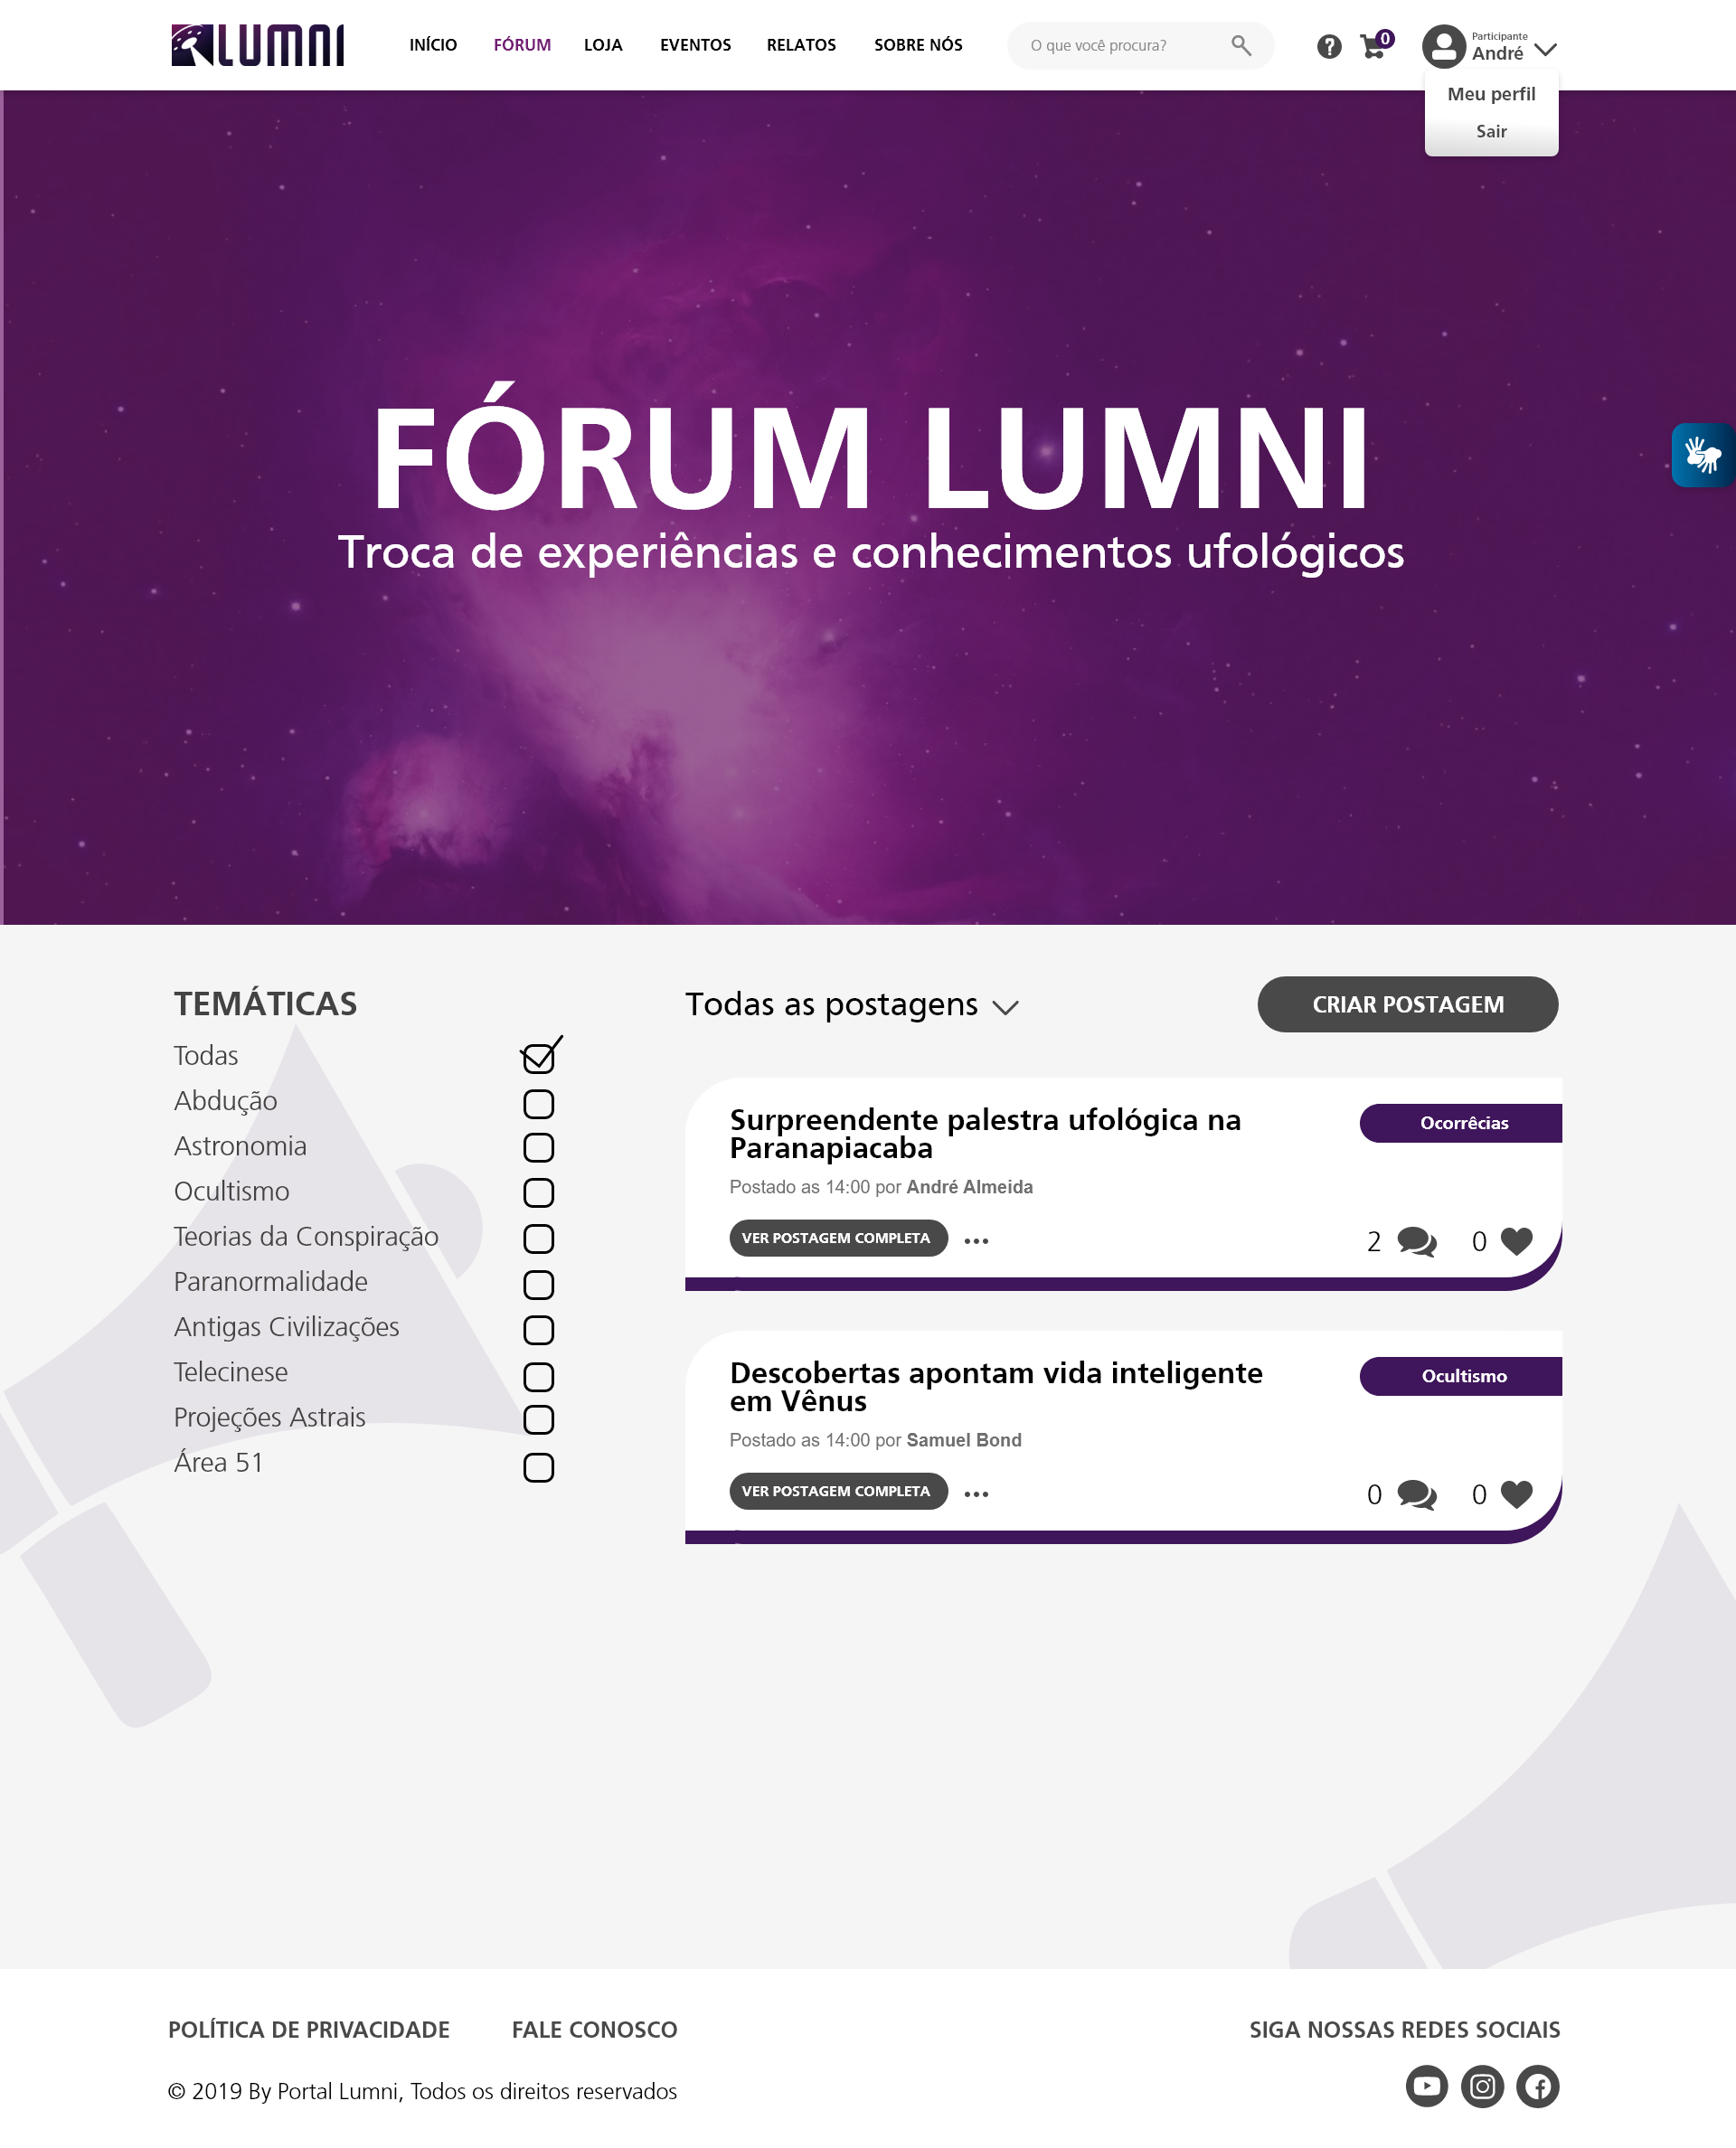 LUMNI
INÍCIO
FÓRUM
LOJA
EVENTOS
RELATOS
SOBRE NÓS
O que você procura?
?
0
Participante
André
Meu perfil
Sair
FÓRUM LUMNI
Troca de experiências e conhecimentos ufológicos
TEMÁTICAS
Todas
Abdução
Astronomia
Ocultismo
Teorias da Conspiração
Paranormalidade
Antigas Civilizações
Telecinese
Projeções Astrais
Área 51
Todas as postagens
CRIAR POSTAGEM
Surpreendente palestra ufológica na
Paranapiacaba
Ocorrêcias
Postado as 14:00 por André Almeida
VER POSTAGEM COMPLETA
2
0
Descobertas apontam vida inteligente
em Vênus
Ocultismo
Postado as 14:00 por Samuel Bond
VER POSTAGEM COMPLETA
0
0
POLÍTICA DE PRIVACIDADE
FALE CONOSCO
SIGA NOSSAS REDES SOCIAIS
© 2019 By Portal Lumni, Todos os direitos reservados